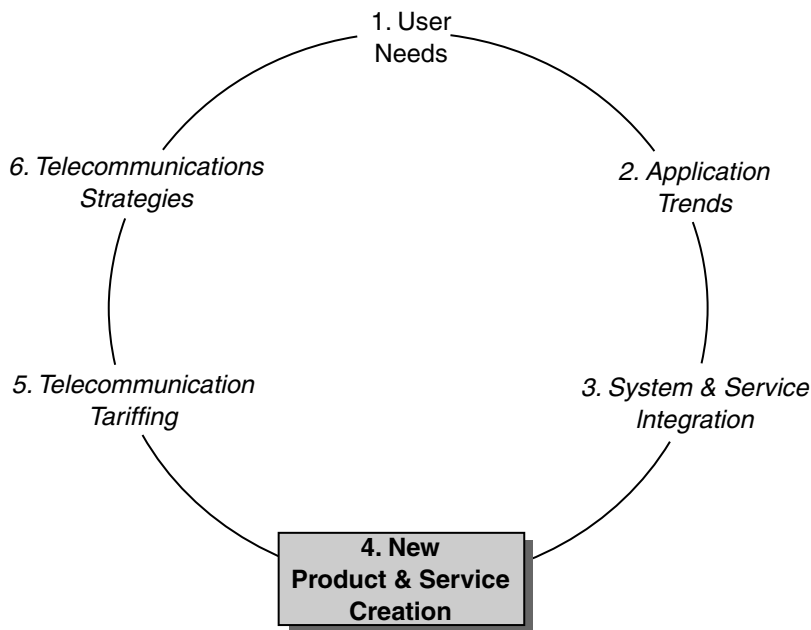 1. User
Needs
2. Application
Trends
3. System & Service
Integration
4. New
Product & Service
Creation
5. Telecommunication
Tariffing
6. Telecommunications
Strategies